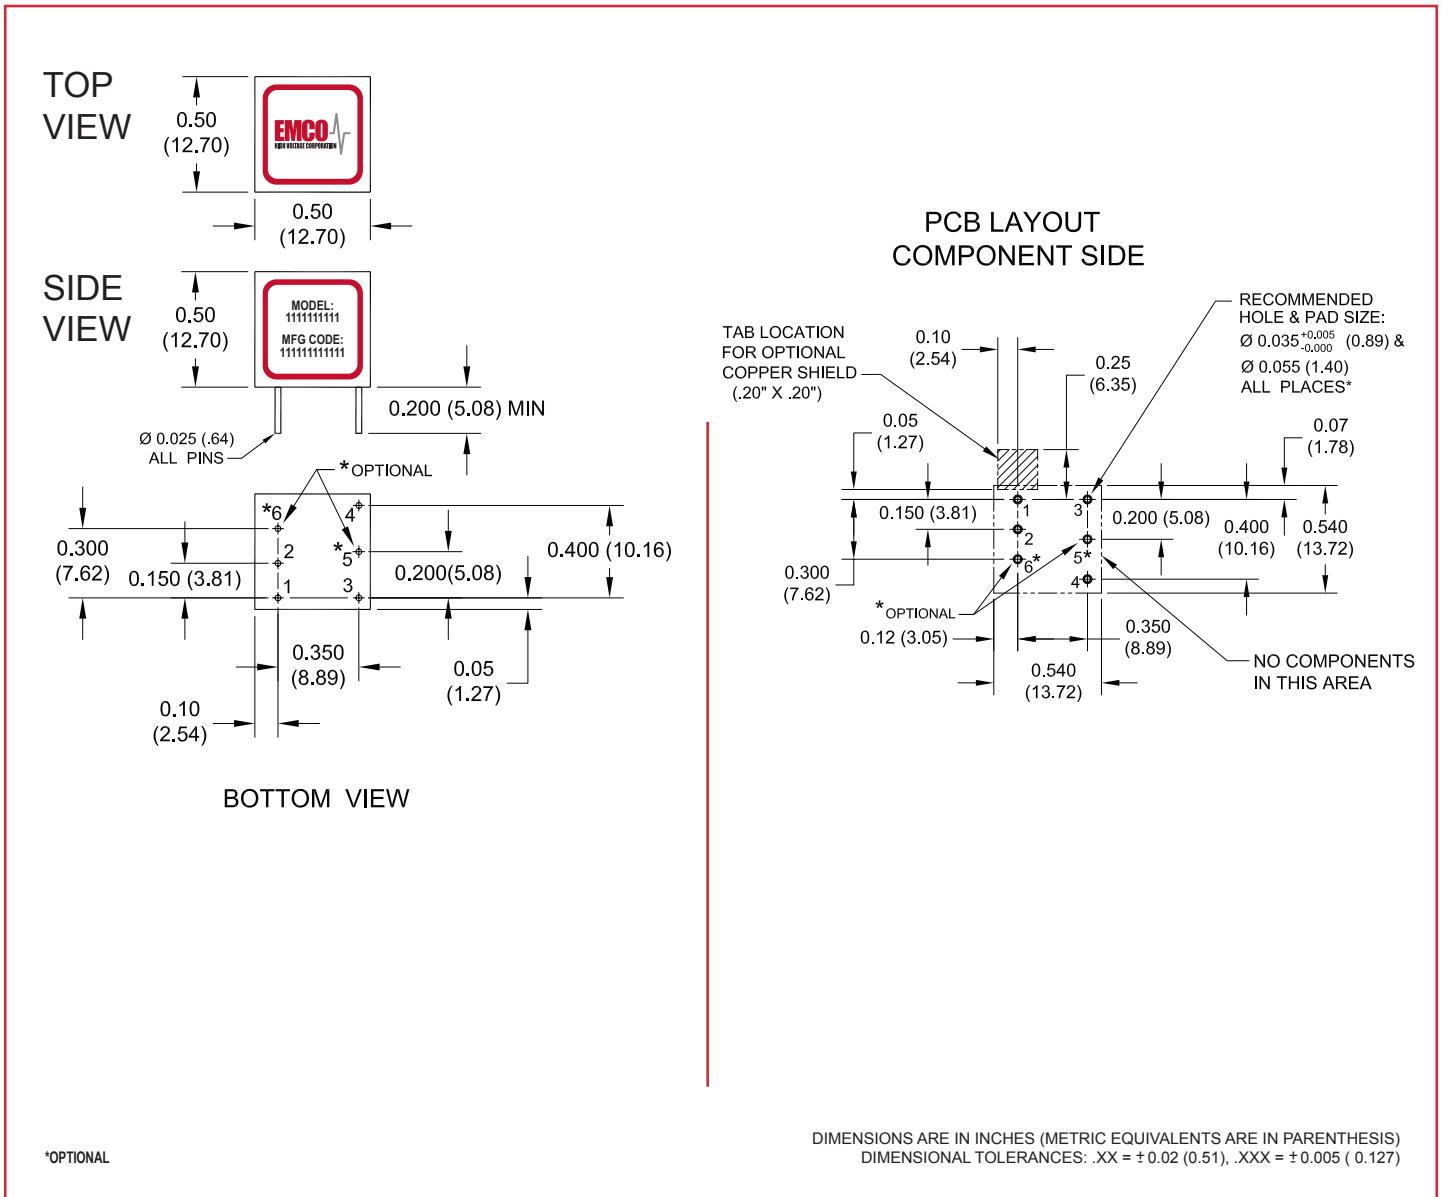 TOP
VIEW
0.50
(12.70)
EMCO
HIGH VOLTAGE CORPORATION
0.50
(12.70)
SIDE
VIEW
0.50
(12.70)
MODEL:
111111111
MFG CODE:
11111111111
0.200 (5.08) MIN
Ø 0.025 (.64)
ALL PINS
*OPTIONAL
*6
4
2
*5
1
3
0.300
(7.62)
0.150 (3.81)
0.400 (10.16)
0.200(5.08)
0.350
(8.89)
0.05
(1.27)
0.10
(2.54)
BOTTOM VIEW
PCB LAYOUT
COMPONENT SIDE
TAB LOCATION
FOR OPTIONAL
COPPER SHIELD
(.20" X .20")
0.10
(2.54)
0.25
(6.35)
RECOMMENDED
HOLE & PAD SIZE:
Ø 0.035 +0.005 -0.000 (0.89) &
Ø 0.055 (1.40)
ALL PLACES*
0.05
(1.27)
0.07
(1.78)
0.150 (3.81)
1
3
0.200 (5.08)
2
0.400
(10.16)
0.540
(13.72)
6*
5*
4
0.300
(7.62)
*OPTIONAL
0.12 (3.05)
0.350
(8.89)
0.540
(13.72)
NO COMPONENTS
IN THIS AREA
*OPTIONAL
DIMENSIONS ARE IN INCHES (METRIC EQUIVALENTS ARE IN PARENTHESIS)
DIMENSIONAL TOLERANCES: .XX = ± 0.02 (0.51), .XXX = ± 0.005 ( 0.127)